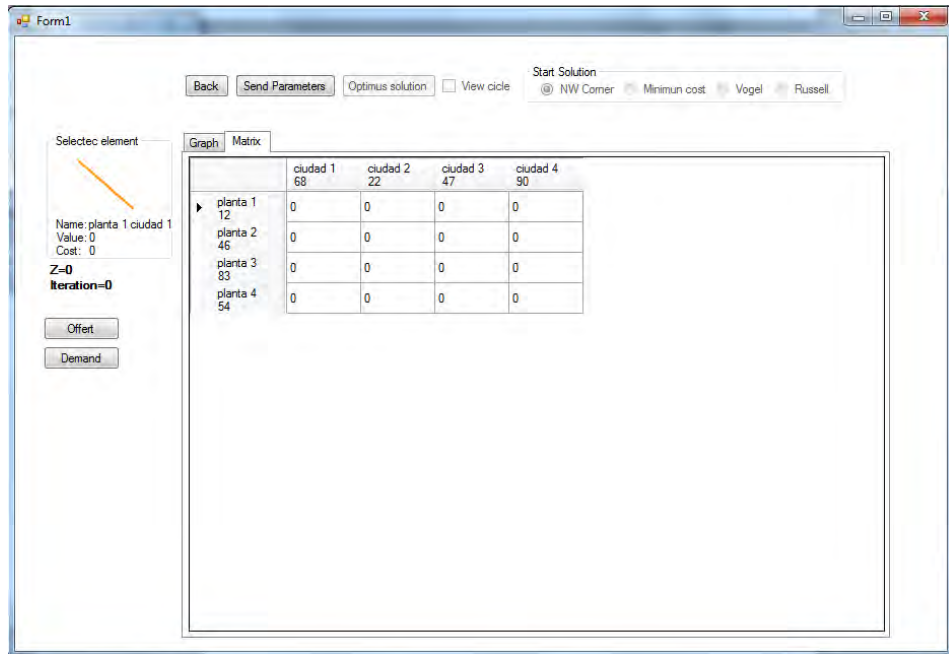 Form1
Start Solution
Back Send Parameters Optimus solution View cicle NW Corner Minimun cost Vogel Russell
Selectec element
Graph Matrix
ciudad 1 ciudad 2 ciudad 3 ciudad 4
68 22 47 90
planta 1 0 0 0 0
12
planta 2 0 0 0 0
46
planta 3 0 0 0 0
83
planta 4 0 0 0 0
54
Name: planta 1 ciudad 1
Value: 0
Cost: 0
Z=0
Iteration=0
Offert
Demand